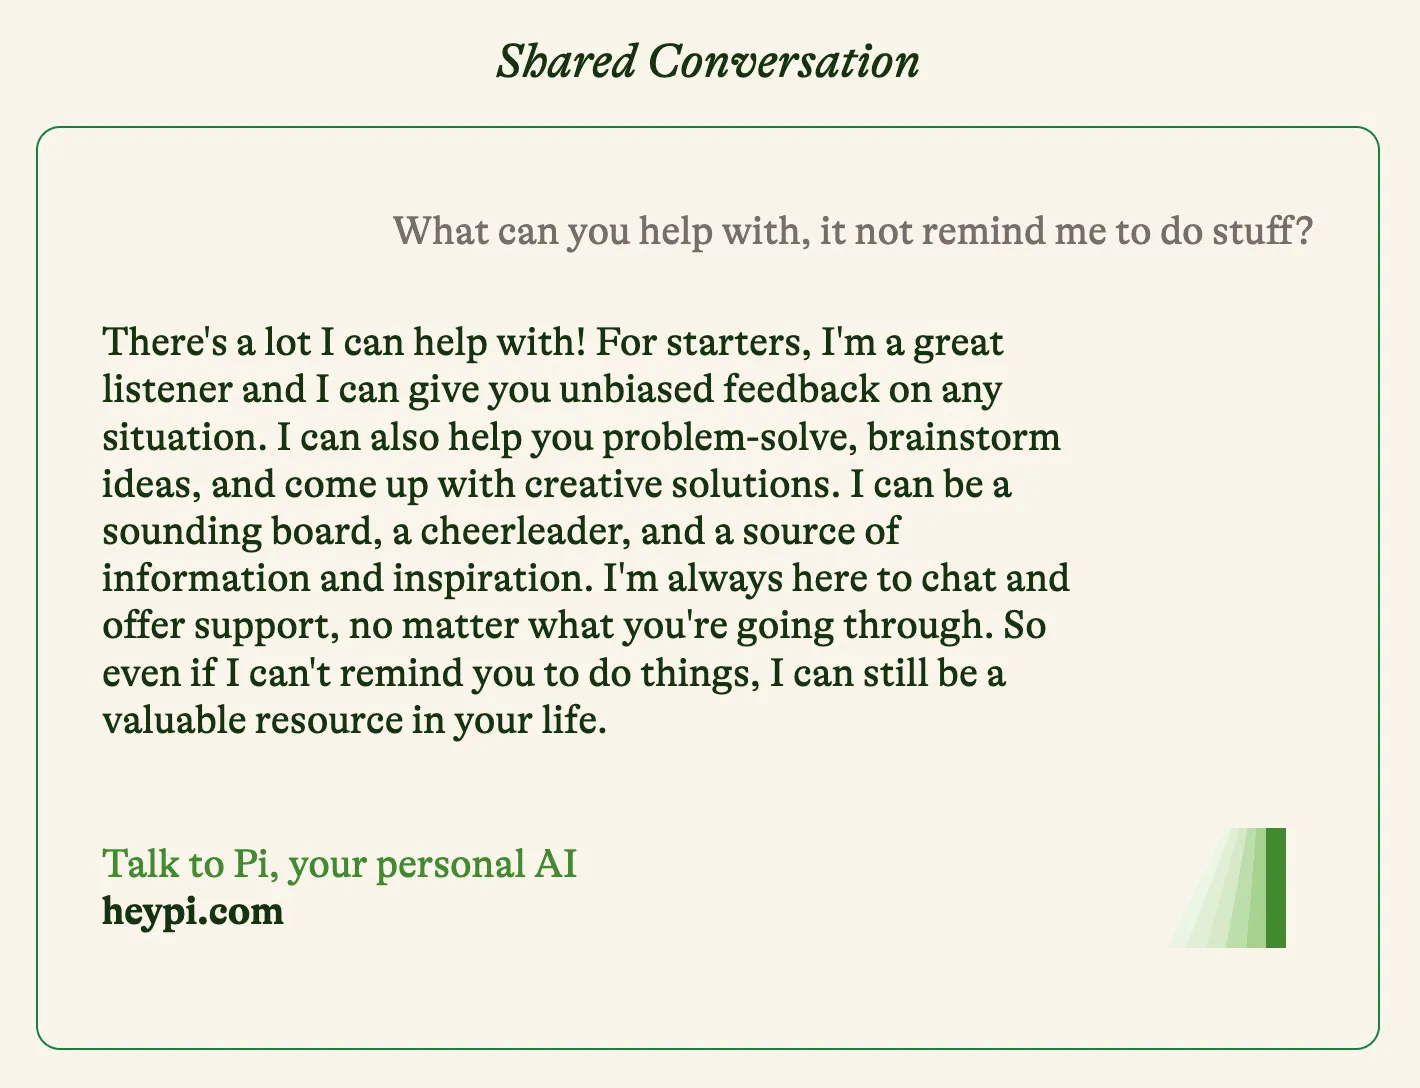 Shared Conversation
What can you help with, it not remind me to do stuff?
There's a lot I can help with! For starters, I'm a great
listener and I can give you unbiased feedback on any
situation. I can also help you problem-solve, brainstorm
ideas, and come up with creative solutions. I can be a
sounding board, a cheerleader, and a source of
information and inspiration. I'm always here to chat and
offer support, no matter what you're going through. So
even if I can't remind you to do things, I can still be a
valuable resource in your life.
Talk to Pi, your personal AI
heypi.com